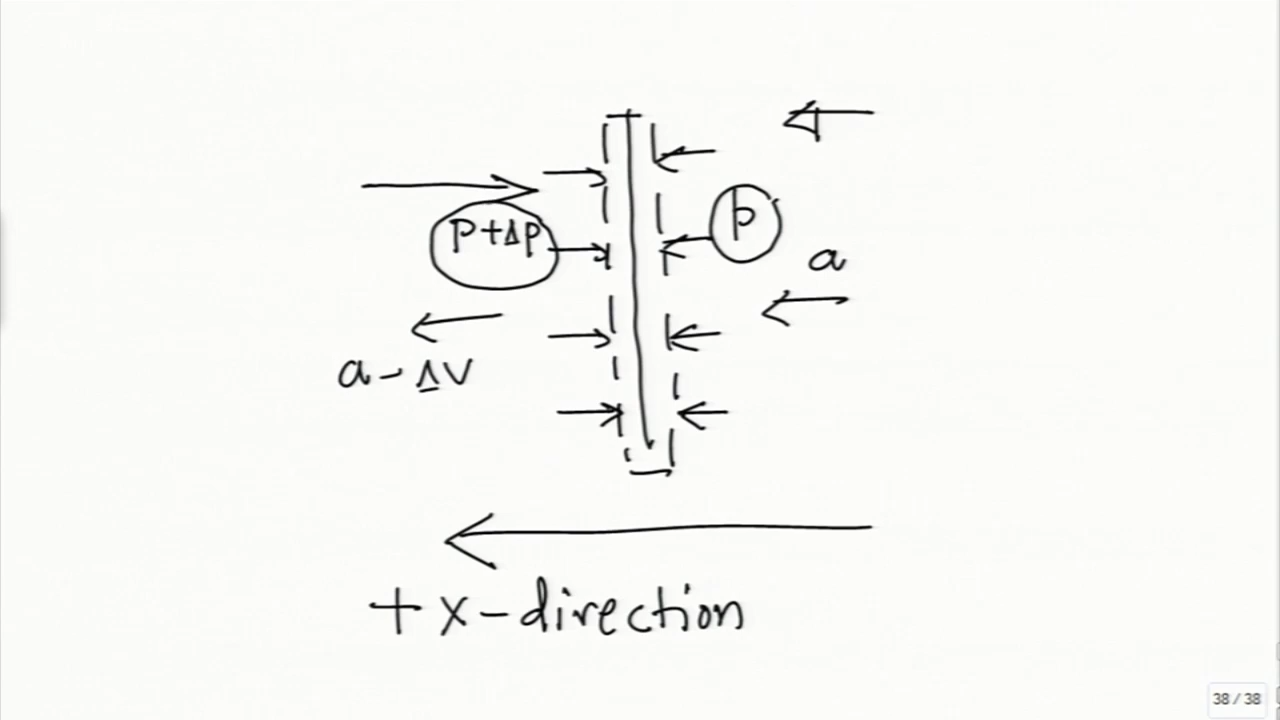 p+Δp
p
a
a - ΔV
+ x-direction
38 / 38